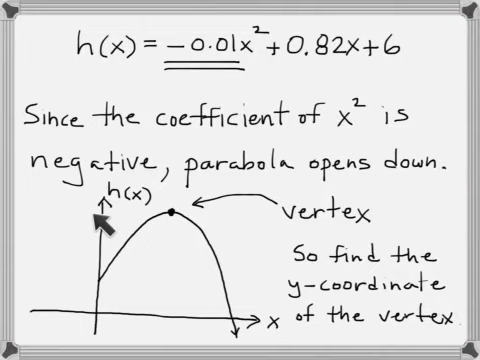 h(x) = -0.01x² + 0.82x + 6
Since the coefficient of x² is
negative, parabola opens down.
h(x)
vertex
So find the
y-coordinate
of the vertex.
x